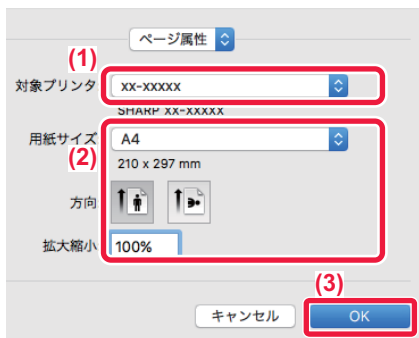 ページ属性
(1)
対象プリンタ xx-xxxxx
SHARP xx-xxxxx
用紙サイズ A4
(2)
210 x 297 mm
方向
拡大縮小 100%
(3)
キャンセル OK